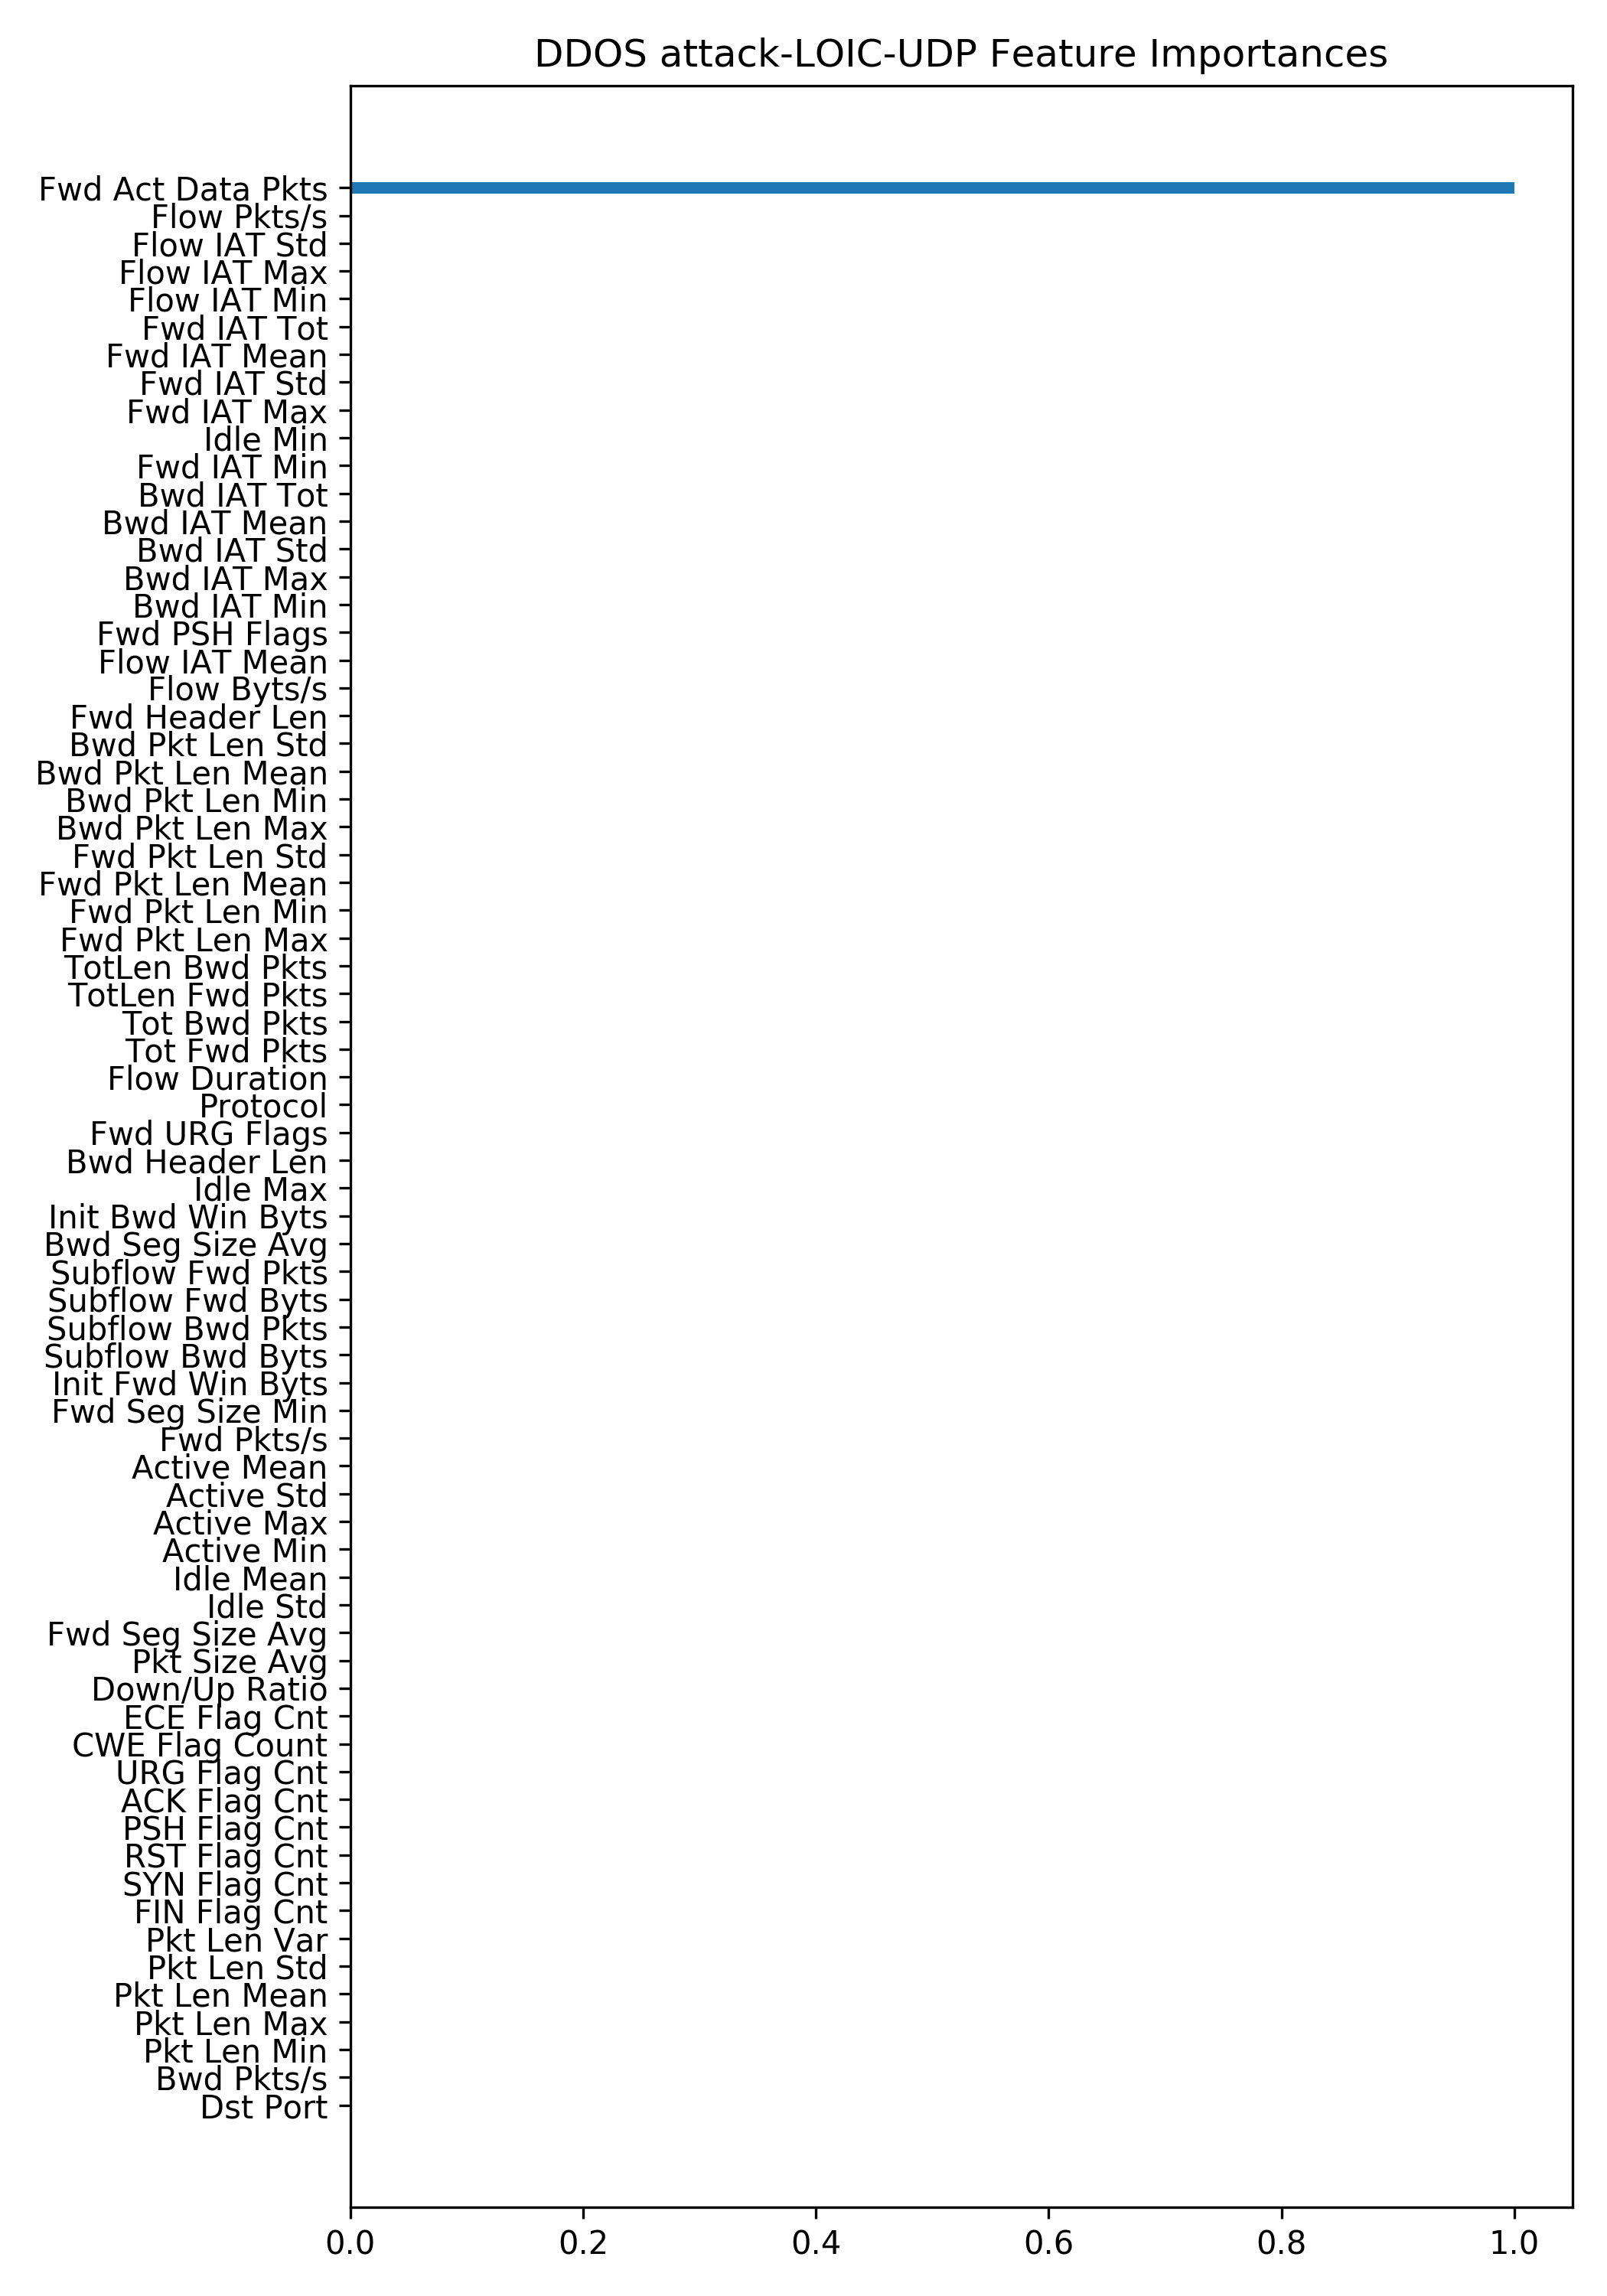 DDOS attack-LOIC-UDP Feature Importances
Fwd Act Data Pkts
Flow Pkts/s
Flow IAT Std
Flow IAT Max
Flow IAT Min
Fwd IAT Tot
Fwd IAT Mean
Fwd IAT Std
Fwd IAT Max
Idle Min
Fwd IAT Min
Bwd IAT Tot
Bwd IAT Mean
Bwd IAT Std
Bwd IAT Max
Bwd IAT Min
Fwd PSH Flags
Flow IAT Mean
Flow Byts/s
Fwd Header Len
Bwd Pkt Len Std
Bwd Pkt Len Mean
Bwd Pkt Len Min
Bwd Pkt Len Max
Fwd Pkt Len Std
Fwd Pkt Len Mean
Fwd Pkt Len Min
Fwd Pkt Len Max
TotLen Bwd Pkts
TotLen Fwd Pkts
Tot Bwd Pkts
Tot Fwd Pkts
Flow Duration
Protocol
Fwd URG Flags
Bwd Header Len
Idle Max
Init Bwd Win Byts
Bwd Seg Size Avg
Subflow Fwd Pkts
Subflow Fwd Byts
Subflow Bwd Pkts
Subflow Bwd Byts
Init Fwd Win Byts
Fwd Seg Size Min
Fwd Pkts/s
Active Mean
Active Std
Active Max
Active Min
Idle Mean
Idle Std
Fwd Seg Size Avg
Pkt Size Avg
Down/Up Ratio
ECE Flag Cnt
CWE Flag Count
URG Flag Cnt
ACK Flag Cnt
PSH Flag Cnt
RST Flag Cnt
SYN Flag Cnt
FIN Flag Cnt
Pkt Len Var
Pkt Len Std
Pkt Len Mean
Pkt Len Max
Pkt Len Min
Bwd Pkts/s
Dst Port
0.0 0.2 0.4 0.6 0.8 1.0